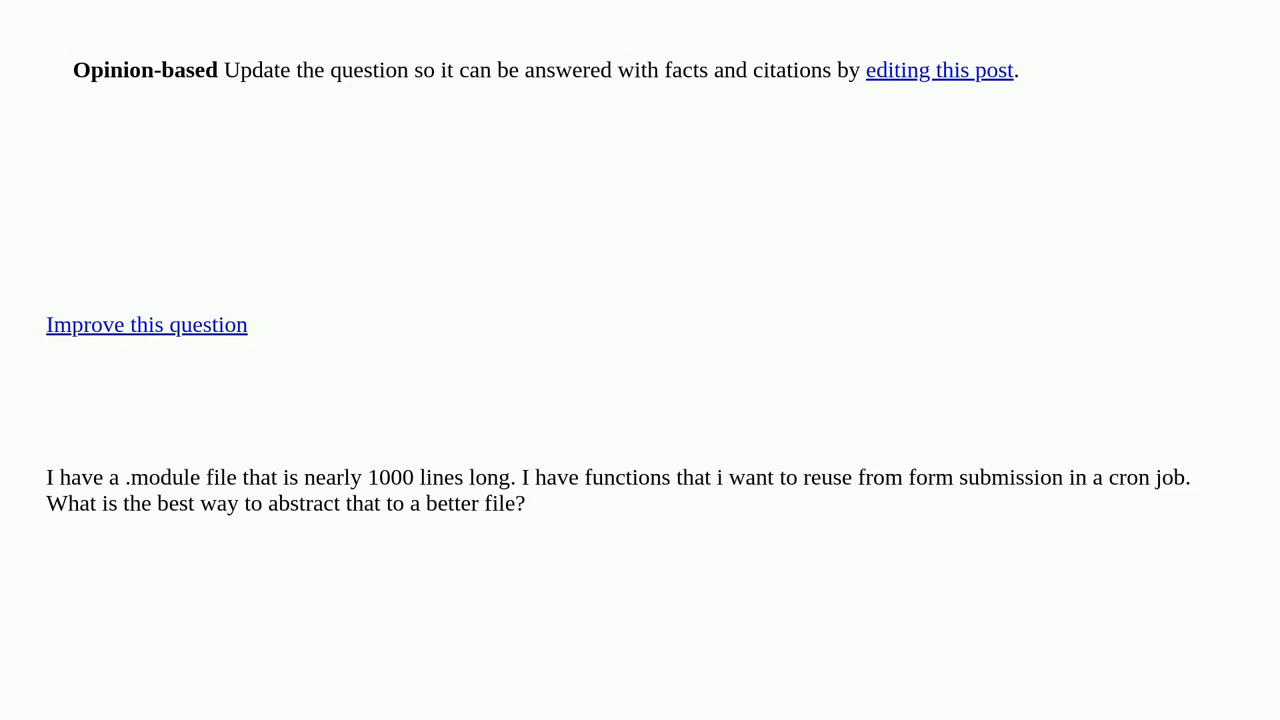 Opinion-based Update the question so it can be answered with facts and citations by editing this post.
Improve this question
I have a .module file that is nearly 1000 lines long. I have functions that i want to reuse from form submission in a cron job.
What is the best way to abstract that to a better file?